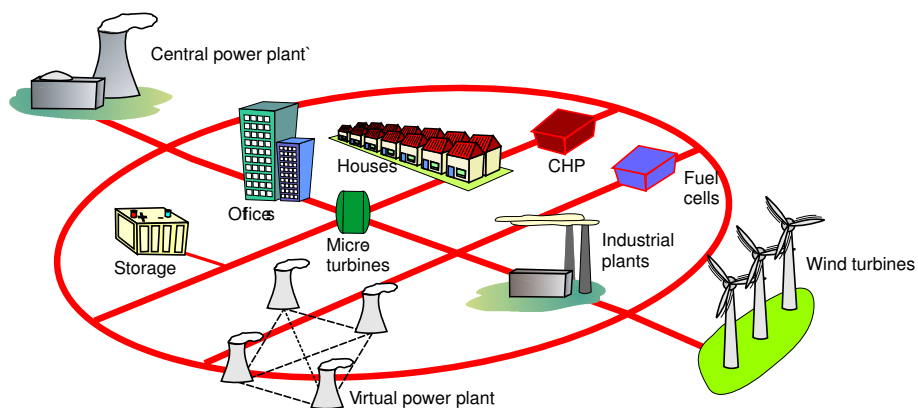 Central power plant`
Houses
CHP
Offices
Fuel
cells
Micro
turbines
Industrial
plants
Storage
Wind turbines
Virtual power plant